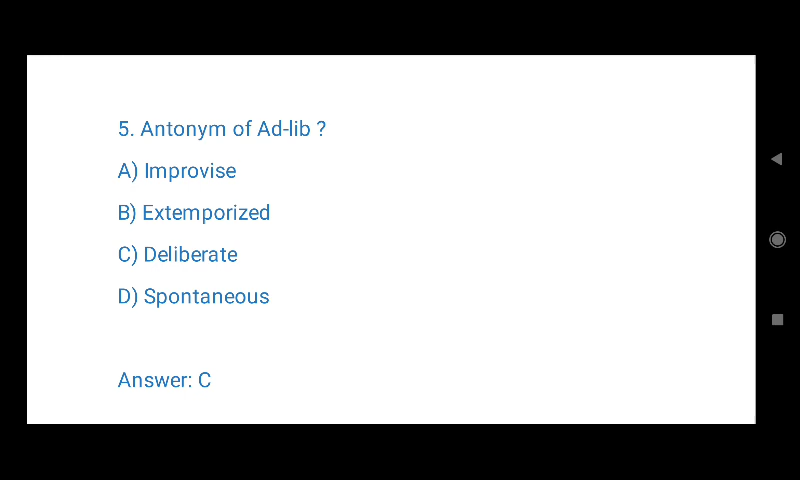 5. Antonym of Ad-lib ?
A) Improvise
B) Extemporized
C) Deliberate
D) Spontaneous
Answer: C